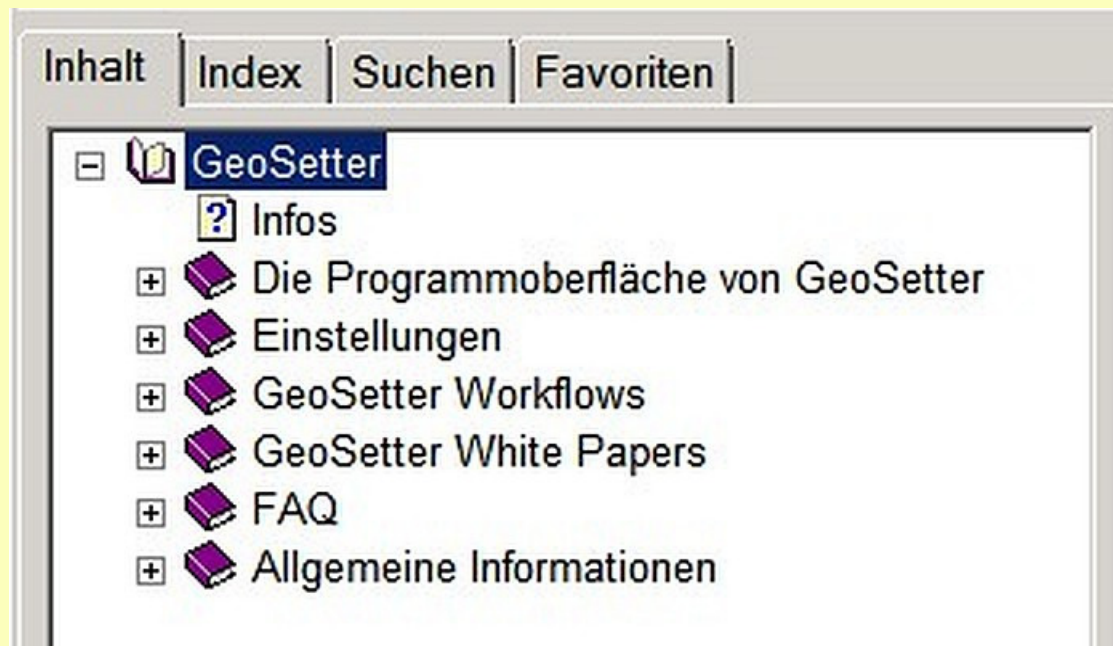 Inhalt Index Suchen Favoriten
GeoSetter
Infos
Die Programmoberfläche von GeoSetter
Einstellungen
GeoSetter Workflows
GeoSetter White Papers
FAQ
Allgemeine Informationen